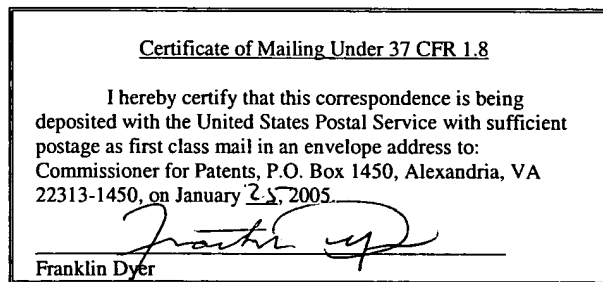 Certificate of Mailing Under 37 CFR 1.8
I hereby certify that this correspondence is being
deposited with the United States Postal Service with sufficient
postage as first class mail in an envelope address to:
Commissioner for Patents, P.O. Box 1450, Alexandria, VA
22313-1450, on January 25, 2005.
Franklin Dyer